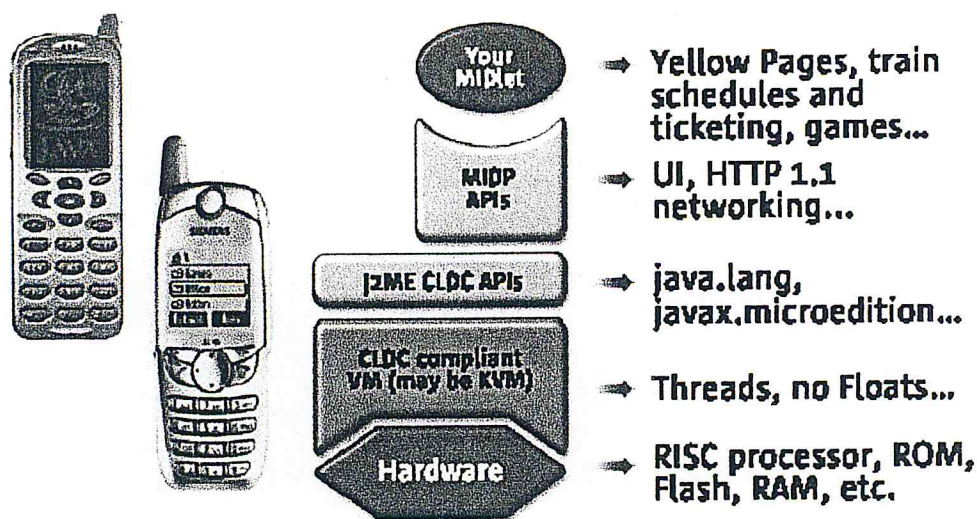 Your
MIDlet
Yellow Pages, train
schedules and
ticketing, games...
MIDP
APIs
UI, HTTP 1.1
networking...
J2ME CLDC APIs
java.lang,
javax.microedition...
CLDC compliant
VM (may be KVM)
Threads, no Floats...
Hardware
RISC processor, ROM,
Flash, RAM, etc.
SIEMENS